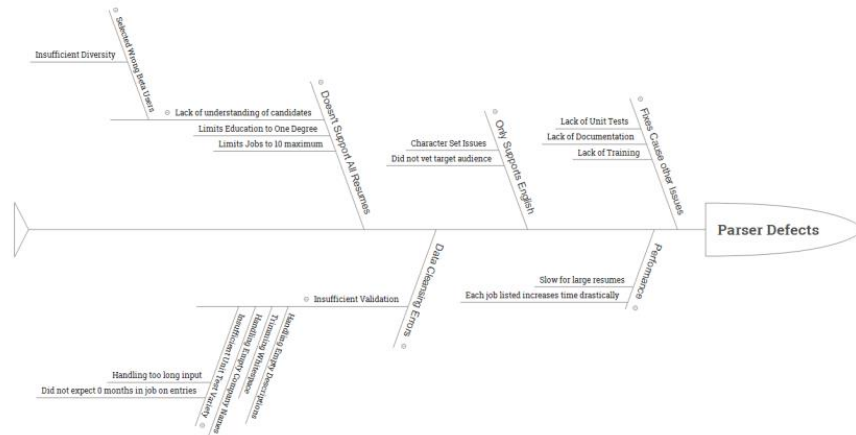 Selected Wrong Beta Users
Insufficient Diversity
Doesn't Support All Resumes
Lack of understanding of candidates
Limits Education to One Degree
Limits Jobs to 10 maximum
Only Supports English
Character Set Issues
Did not vet target audience
Fixes Cause other Issues
Lack of Unit Tests
Lack of Documentation
Lack of Training
Parser Defects
Data Cleansing Errors
Insufficient Validation
Handling Empty Descriptions
Trimming Whitespace
Handling Empty Company Names
Insufficient Unit Test Variety
Handling too long input
Did not expect 0 months in job on entries
Performance
Slow for large resumes
Each job listed increases time drastically